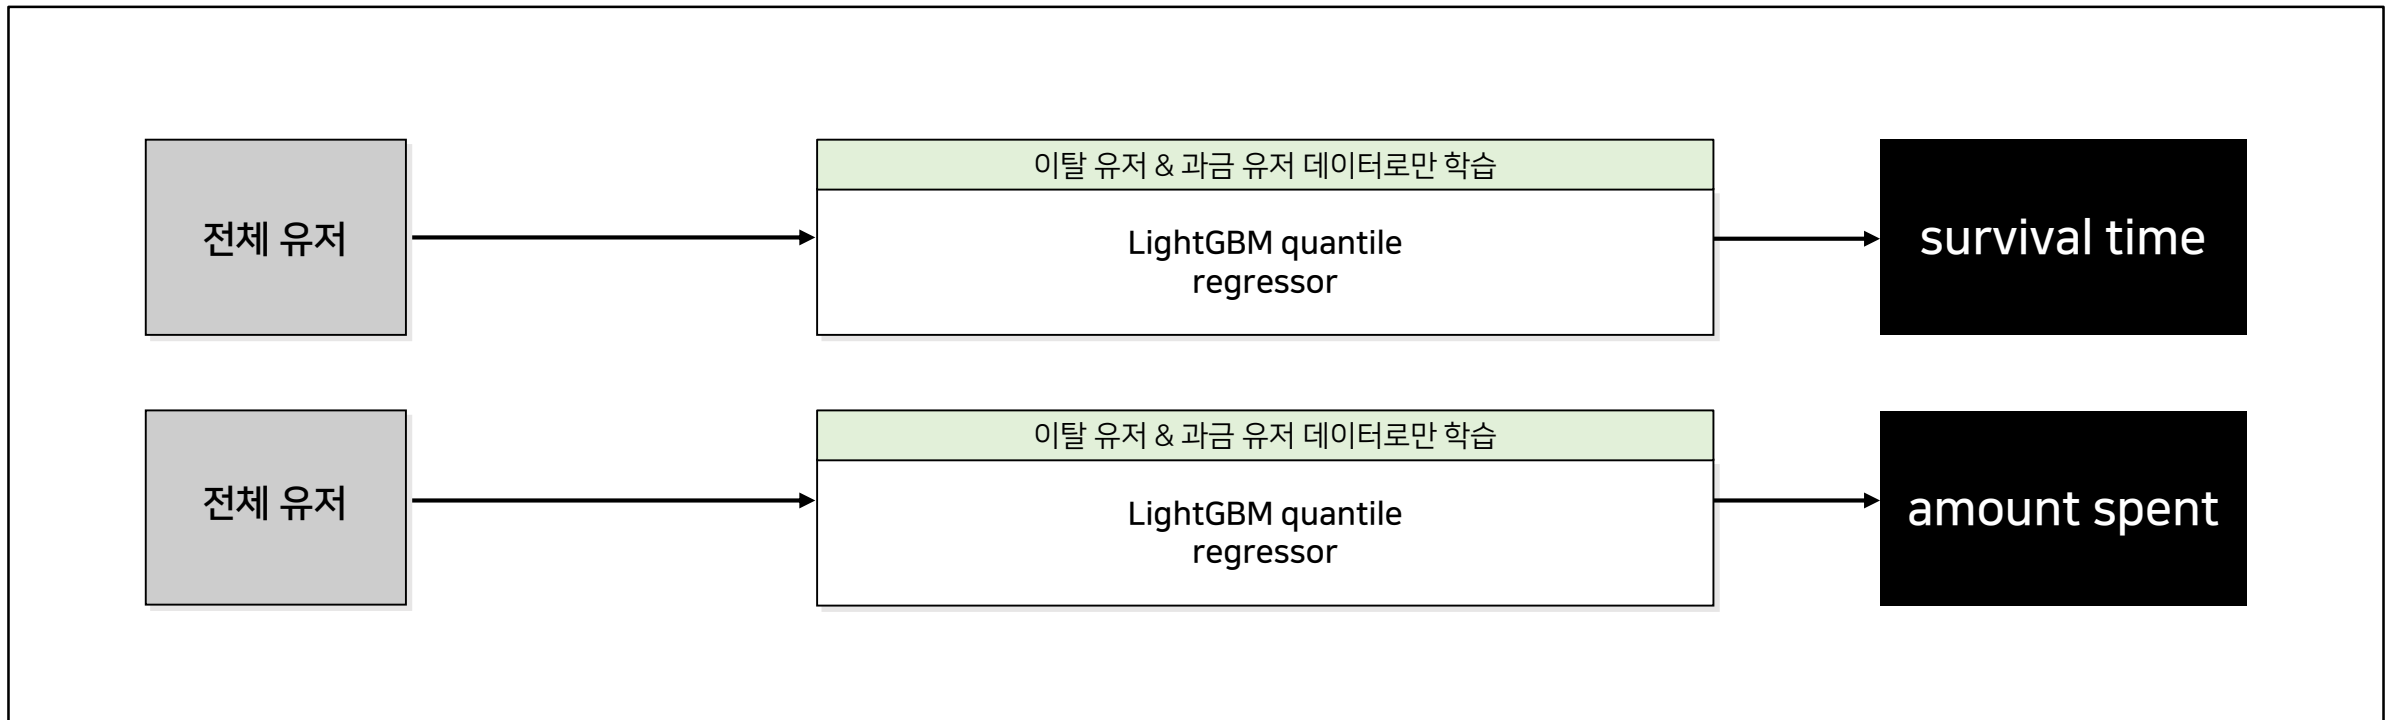 이탈 유저 & 과금 유저 데이터로만 학습
전체 유저
LightGBM quantile
regressor
survival time
이탈 유저 & 과금 유저 데이터로만 학습
전체 유저
LightGBM quantile
regressor
amount spent